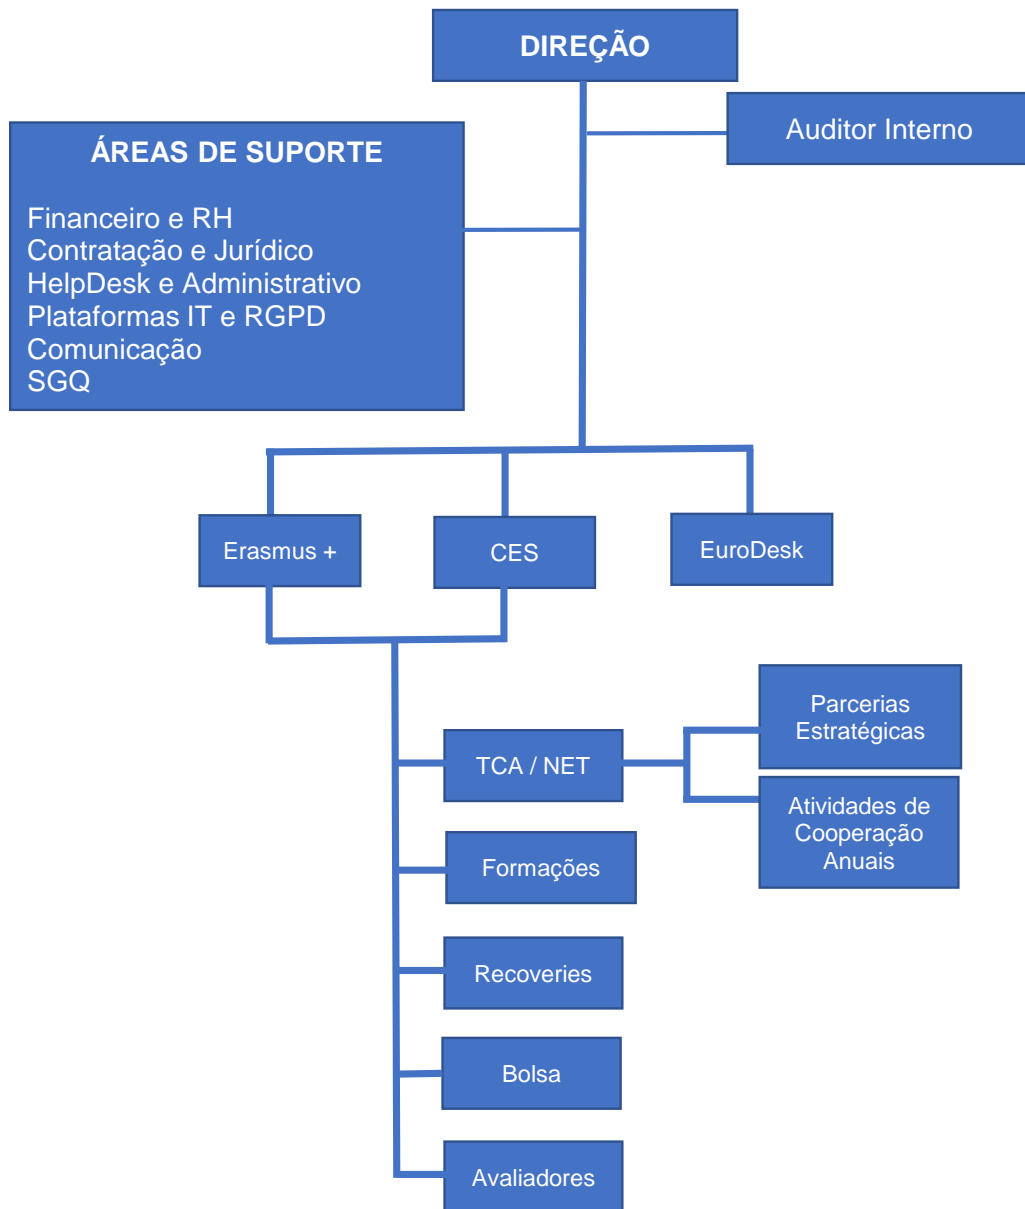 DIREÇÃO
Auditor Interno
ÁREAS DE SUPORTE
Financeiro e RH
Contratação e Jurídico
HelpDesk e Administrativo
Plataformas IT e RGPD
Comunicação
SGQ
Erasmus +
CES
EuroDesk
TCA / NET
Parcerias
Estratégicas
Atividades de
Cooperação
Anuais
Formações
Recoveries
Bolsa
Avaliadores